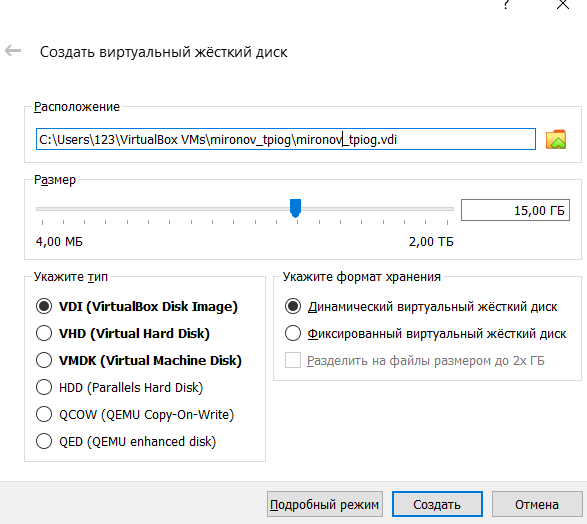 ?
Создать виртуальный жёсткий диск
Расположение
C:\Users\123\VirtualBox VMs\mironov_tpiog\mironov_tpiog.vdi
Размер
15,00 ГБ
4,00 МБ 2,00 ТБ
Укажите тип
VDI (VirtualBox Disk Image)
VHD (Virtual Hard Disk)
VMDK (Virtual Machine Disk)
HDD (Parallels Hard Disk)
QCOW (QEMU Copy-On-Write)
QED (QEMU enhanced disk)
Укажите формат хранения
Динамический виртуальный жёсткий диск
Фиксированный виртуальный жёсткий диск
Разделить на файлы размером до 2х ГБ
Подробный режим Создать Отмена